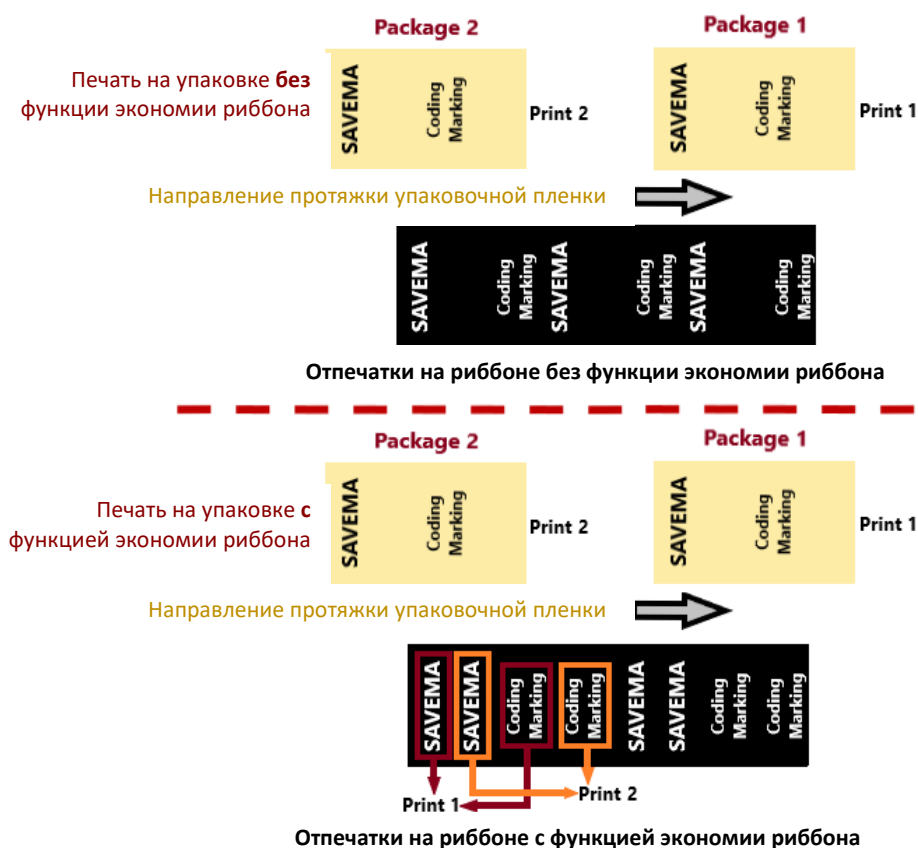 Package 2
Package 1
Печать на упаковке без
функции экономии риббона
SAVEMA
Coding
Marking
Print 2
SAVEMA
Coding
Marking
Print 1
Направление протяжки упаковочной пленки
SAVEMA
Coding
Marking
SAVEMA
Coding
Marking
SAVEMA
Coding
Marking
Отпечатки на риббоне без функции экономии риббона
Package 2
Package 1
Печать на упаковке с
функцией экономии риббона
SAVEMA
Coding
Marking
Print 2
SAVEMA
Coding
Marking
Print 1
Направление протяжки упаковочной пленки
SAVEMA
SAVEMA
Coding
Marking
Coding
Marking
SAVEMA
SAVEMA
Coding
Marking
Coding
Marking
Print 1
Print 2
Отпечатки на риббоне с функцией экономии риббона